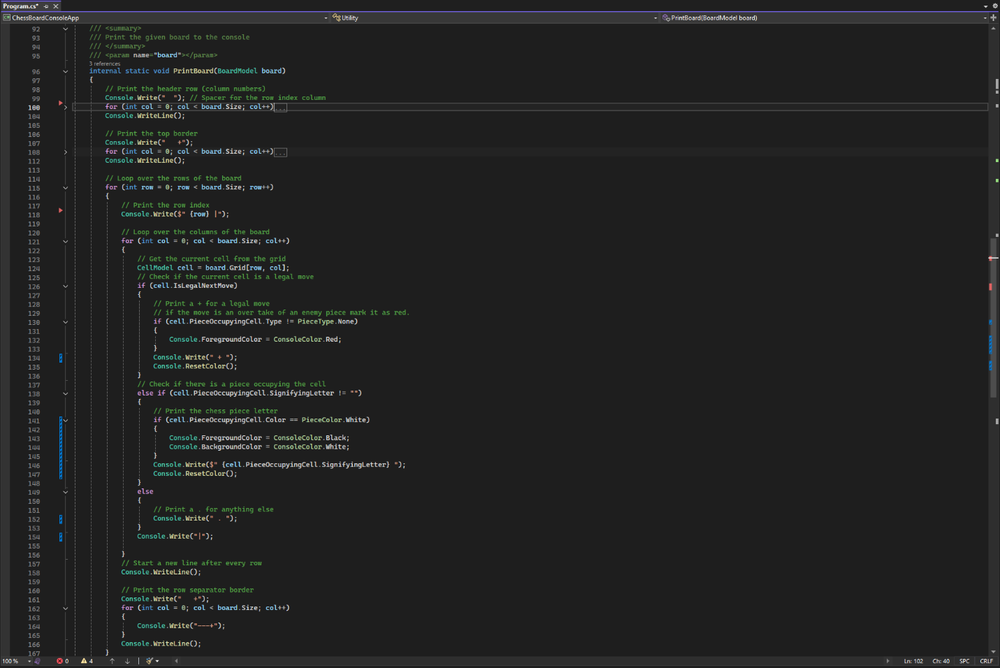 Program.cs*
ChessBoardConsoleApp
Utility
PrintBoard(BoardModel board)
92 /// <summary>
93 /// Print the given board to the console
94 /// </summary>
95 /// <param name="board"></param>
3 references
96 internal static void PrintBoard(BoardModel board)
97 {
98 // Print the header row (column numbers)
99 Console.Write("  "); // Spacer for the row index column
100 for (int col = 0; col < board.Size; col++)...
104 Console.WriteLine();
105
106 // Print the top border
107 Console.Write("   +");
108 for (int col = 0; col < board.Size; col++)...
112 Console.WriteLine();
113
114 // Loop over the rows of the board
115 for (int row = 0; row < board.Size; row++)
116 {
117 // Print the row index
118 Console.Write($" {row} |");
119
120 // Loop over the columns of the board
121 for (int col = 0; col < board.Size; col++)
122 {
123 // Get the current cell from the grid
124 CellModel cell = board.Grid[row, col];
125 // Check if the current cell is a legal move
126 if (cell.IsLegalNextMove)
127 {
128 // Print a + for a legal move
129 // if the move is an over take of an enemy piece mark it as red.
130 if (cell.PieceOccupyingCell.Type != PieceType.None)
131 {
132 Console.ForegroundColor = ConsoleColor.Red;
133 }
134 Console.Write(" + ");
135 Console.ResetColor();
136 }
137 // Check if there is a piece occupying the cell
138 else if (cell.PieceOccupyingCell.SignifyingLetter != "")
139 {
140 // Print the chess piece letter
141 if (cell.PieceOccupyingCell.Color == PieceColor.White)
142 {
143 Console.ForegroundColor = ConsoleColor.Black;
144 Console.BackgroundColor = ConsoleColor.White;
145 }
146 Console.Write($" {cell.PieceOccupyingCell.SignifyingLetter} ");
147 Console.ResetColor();
148 }
149 else
150 {
151 // Print a . for anything else
152 Console.Write(" . ");
153 }
154 Console.Write("|");
155
156 }
157 // Start a new line after every row
158 Console.WriteLine();
159
160 // Print the row separator border
161 Console.Write("   +");
162 for (int col = 0; col < board.Size; col++)
163 {
164 Console.Write("---+");
165 }
166 Console.WriteLine();
167 }
100 % 0 4 Ln: 102 Ch: 40 SPC CRLF